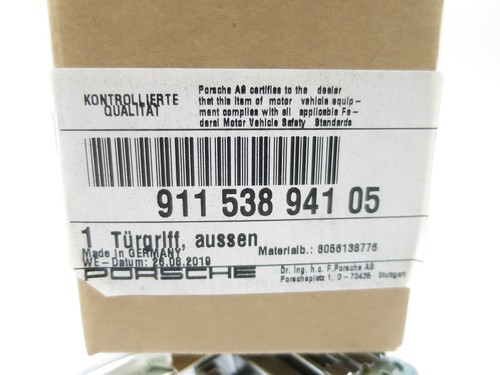 KONTROLLIERTE
QUALITÄT
Porsche AG certifies to the dealer
that this item of motor vehicle equip-
ment complies with all applicable Fe-
deral Motor Vehicle Safety Standards
911 538 941 05
1 Türgriff, aussen
Made in GERMANY
Materialb.: 8056138776
WE-Datum: 26.08.2019
PORSCHE
Dr. Ing. h.c. F.Porsche AG
Porscheplatz 1, D-70435 Stuttgart